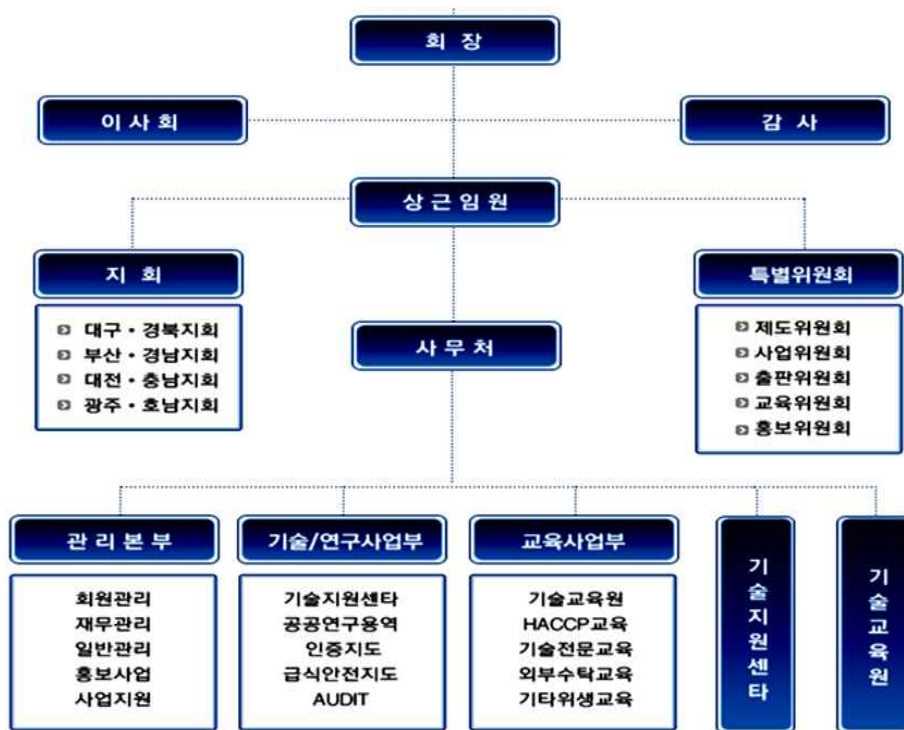 회 장
이 사 회
감 사
상 근 임 원
지 회
대구·경북지회
부산·경남지회
대전·충남지회
광주·호남지회
사 무 처
특별위원회
제도위원회
사업위원회
출판위원회
교육위원회
홍보위원회
관 리 본 부
회원관리
재무관리
일반관리
홍보사업
사업지원
기술/연구사업부
기술지원센타
공공연구용역
인증지도
급식안전지도
AUDIT
교육사업부
기술교육원
HACCP교육
기술전문교육
외부수탁교육
기타위생교육
기술지원센타
기술교육원